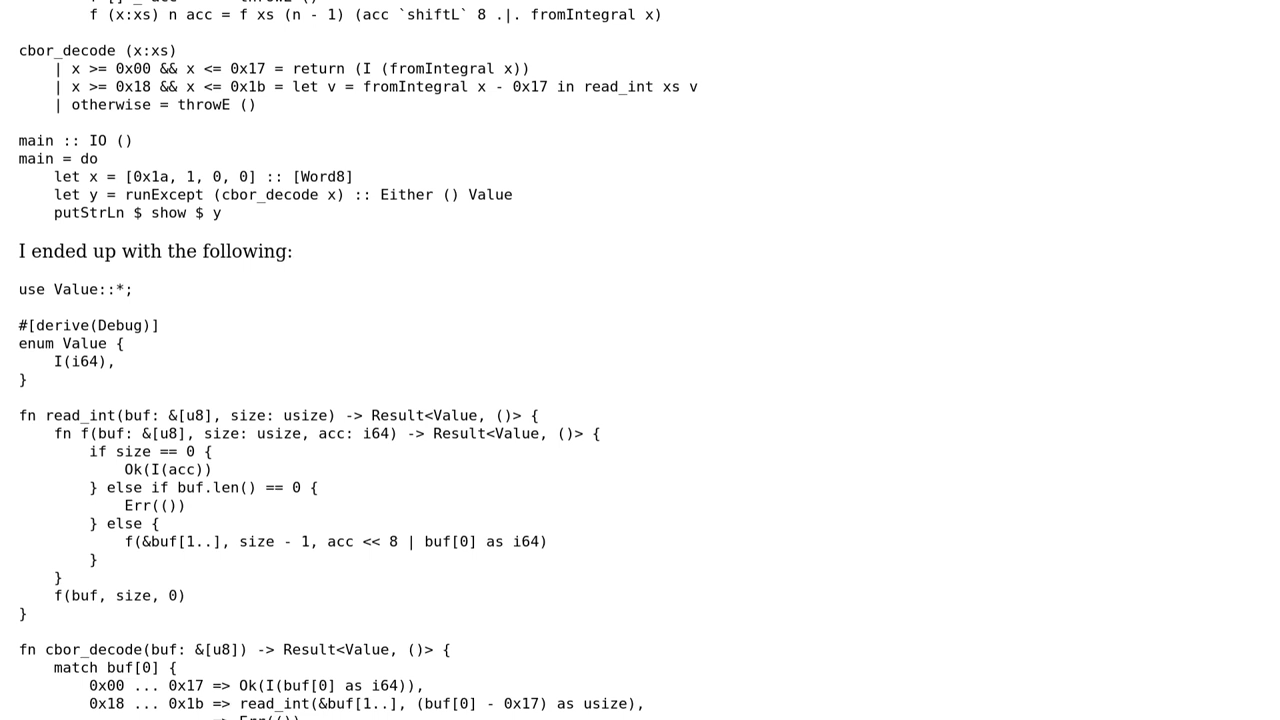 f (x:xs) n acc = f xs (n - 1) (acc `shiftL` 8 .|. fromIntegral x)
cbor_decode (x:xs)
    | x >= 0x00 && x <= 0x17 = return (I (fromIntegral x))
    | x >= 0x18 && x <= 0x1b = let v = fromIntegral x - 0x17 in read_int xs v
    | otherwise = throwE ()
main :: IO ()
main = do
    let x = [0x1a, 1, 0, 0] :: [Word8]
    let y = runExcept (cbor_decode x) :: Either () Value
    putStrLn $ show $ y
I ended up with the following:
use Value::*;
#[derive(Debug)]
enum Value {
    I(i64),
}
fn read_int(buf: &[u8], size: usize) -> Result<Value, ()> {
    fn f(buf: &[u8], size: usize, acc: i64) -> Result<Value, ()> {
        if size == 0 {
            Ok(I(acc))
        } else if buf.len() == 0 {
            Err(())
        } else {
            f(&buf[1..], size - 1, acc << 8 | buf[0] as i64)
        }
    }
    f(buf, size, 0)
}
fn cbor_decode(buf: &[u8]) -> Result<Value, ()> {
    match buf[0] {
        0x00 ... 0x17 => Ok(I(buf[0] as i64)),
        0x18 ... 0x1b => read_int(&buf[1..], (buf[0] - 0x17) as usize),